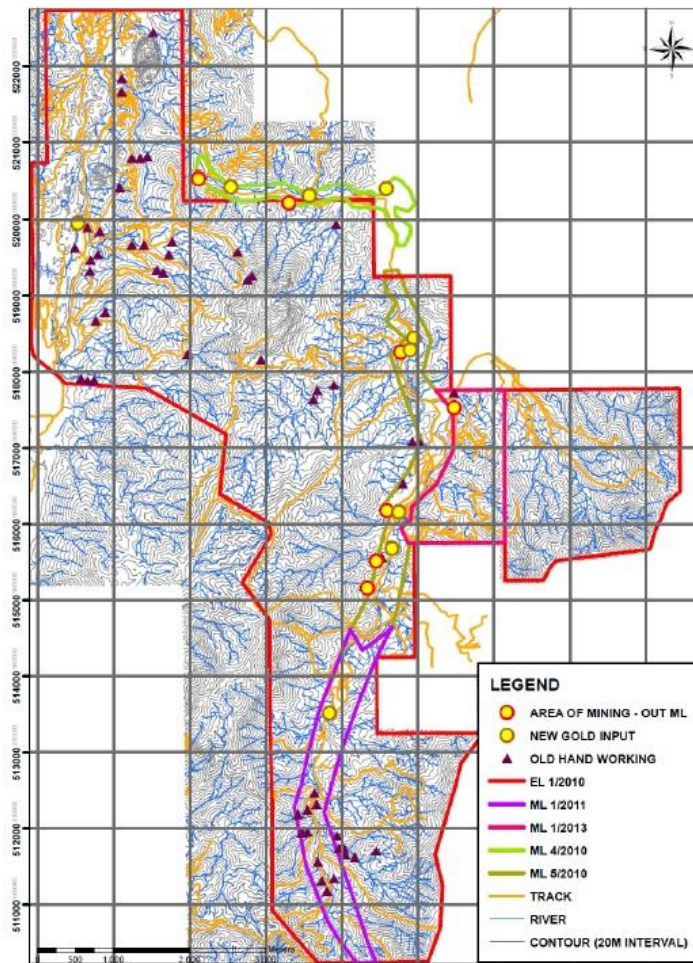 522000
521000
520000
519000
518000
517000
516000
515000
514000
513000
512000
511000
LEGEND
AREA OF MINING - OUT ML
NEW GOLD INPUT
OLD HAND WORKING
EL 1/2010
ML 1/2011
ML 1/2013
ML 4/2010
ML 5/2010
TRACK
RIVER
CONTOUR (20M INTERVAL)
0 500 1,000 2,000 3,000
Meters